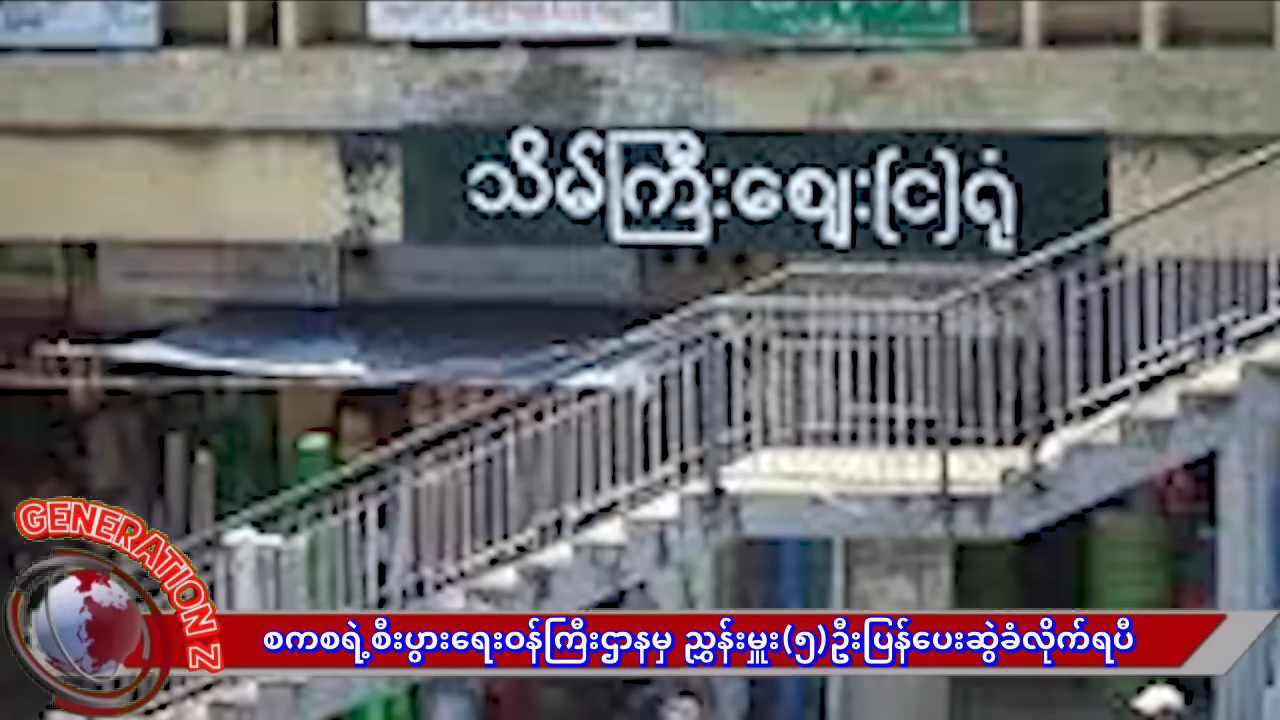 သိမ်ကြီးဈေး(ငြ)ရုံ
GENERATION Z
စကစရဲ့စီးပွားရေးဝန်ကြီးဌာနမှ ညွှန်းမှူး(၅)ဦးပြန်ပေးဆွဲခံလိုက်ရပီ